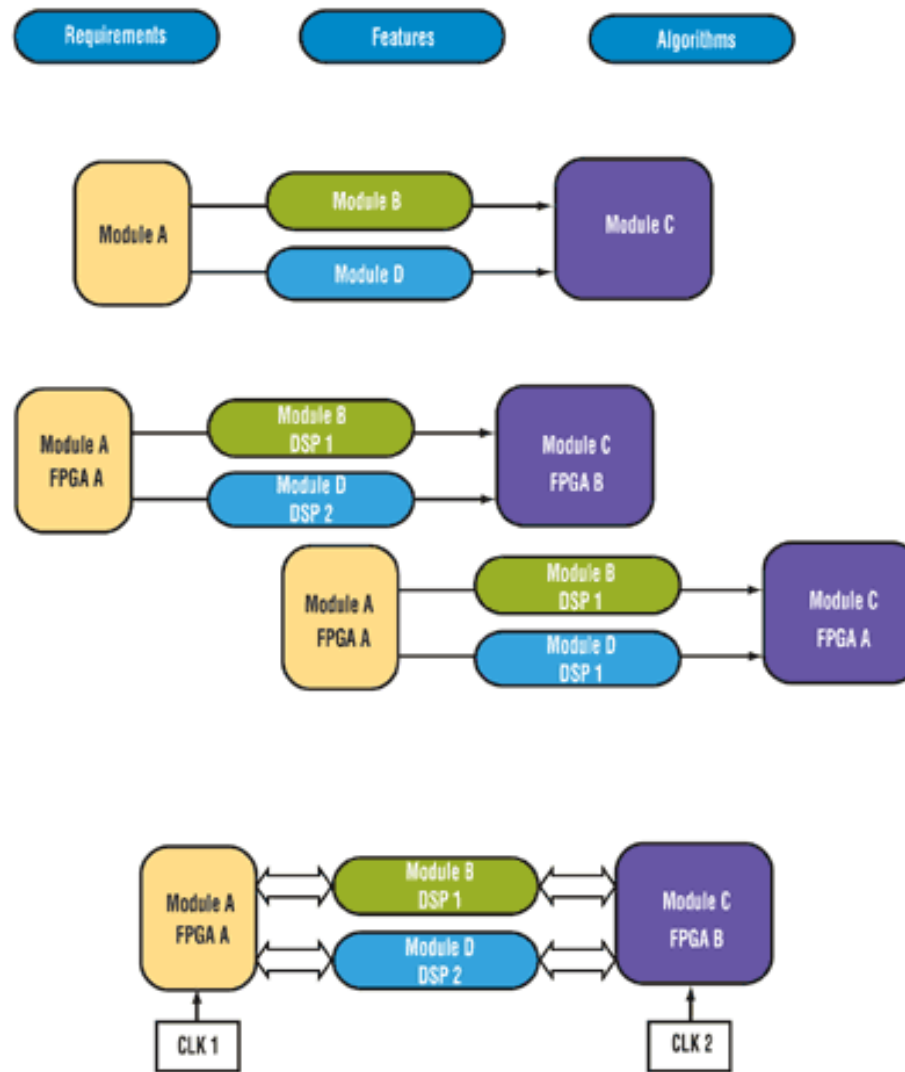 Requirements
Features
Algorithms
Module A
Module B
Module D
Module C
Module A
FPGA A
Module B
DSP 1
Module D
DSP 2
Module C
FPGA B
Module A
FPGA A
Module B
DSP 1
Module D
DSP 1
Module C
FPGA A
Module A
FPGA A
Module B
DSP 1
Module D
DSP 2
Module C
FPGA B
CLK 1
CLK 2